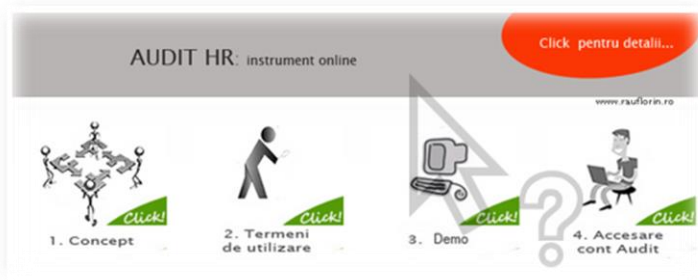 AUDIT HR: instrument online
Click pentru detalii...
www.rauflorin.ro
Click!
Click!
Click!
Click!
1. Concept
2. Termeni
de utilizare
3. Demo
4. Accesare
cont Audit
?